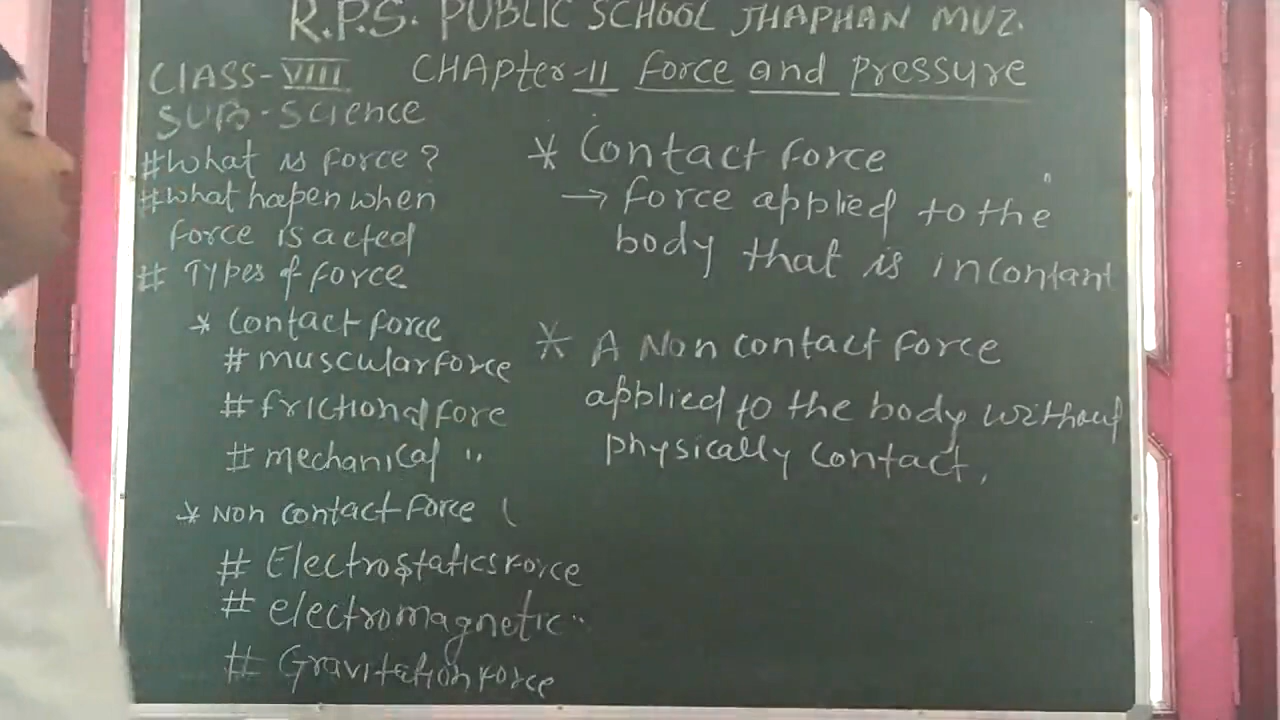 R.P.S. PUBLIC SCHOOL JHAPHAN MUZ.
ClASS-VIII CHAPter-11 force and pressure
SUB-Science
#What is force?
#what hapen when
force is acted
# Types of force
* Contact force
# muscular force
# frictional fore
# mechanical "
* Non contact force (
# Electrostatics Force
# electromagnetic "
# Gravitation force
* Contact force
→ force applied to the
body that is in contant
* A Non contact force
applied to the body without
physically contact,